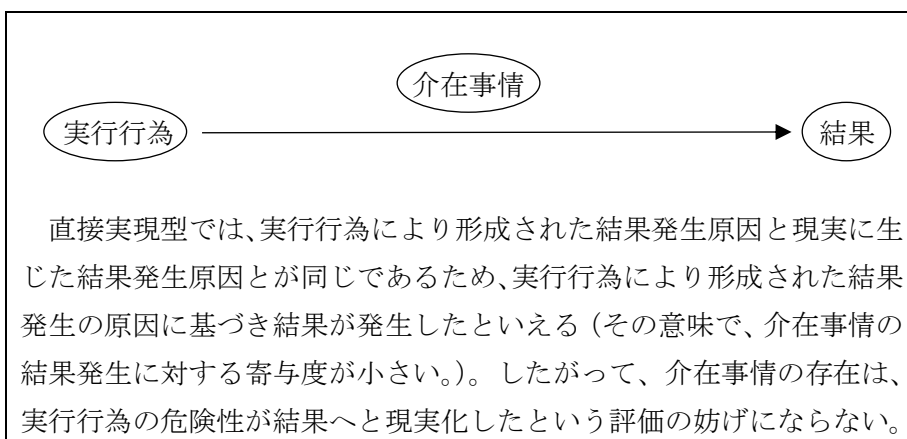 介在事情
実行行為
結果
直接実現型では、実行行為により形成された結果発生原因と現実に生
じた結果発生原因とが同じであるため、実行行為により形成された結果
発生の原因に基づき結果が発生したといえる(その意味で、介在事情の
結果発生に対する寄与度が小さい。)。したがって、介在事情の存在は、
実行行為の危険性が結果へと現実化したという評価の妨げにならない。